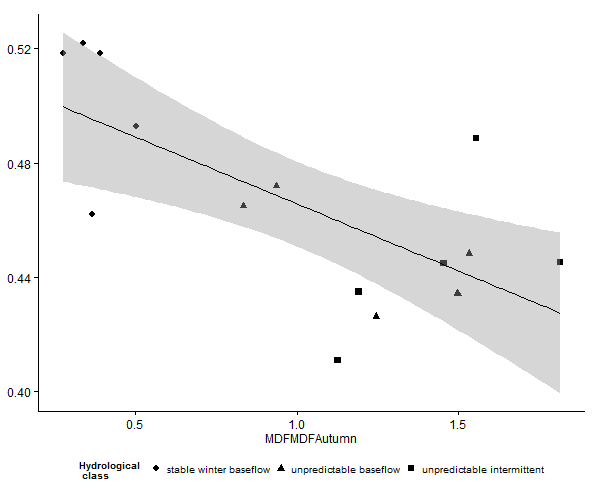 0.52
0.48
0.44
0.40
0.5 1.0 1.5
MDFMDFAutumn
Hydrological
class
stable winter baseflow unpredictable baseflow unpredictable intermittent